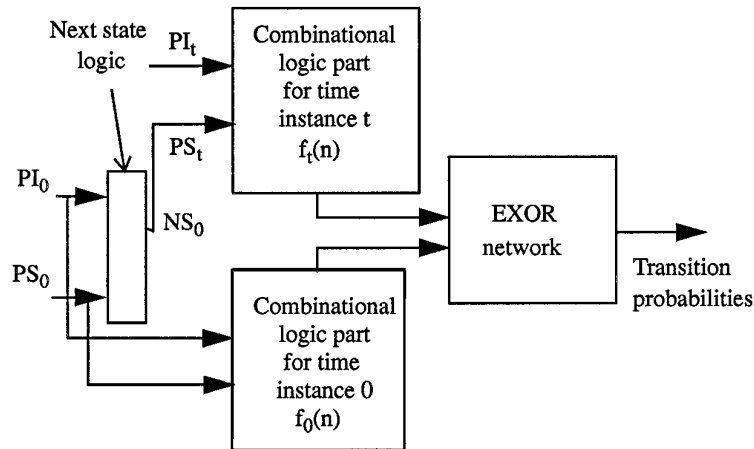 Next state
logic
PI_t
PS_t
PI_0
NS_0
PS_0
Combinational
logic part
for time
instance t
f_t(n)
EXOR
network
Transition
probabilities
Combinational
logic part
for time
instance 0
f_0(n)